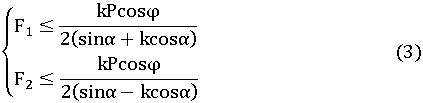 F₁ ≤ kPcosφ / 2(sinα + kcosα)
F₂ ≤ kPcosφ / 2(sinα − kcosα)
(3)